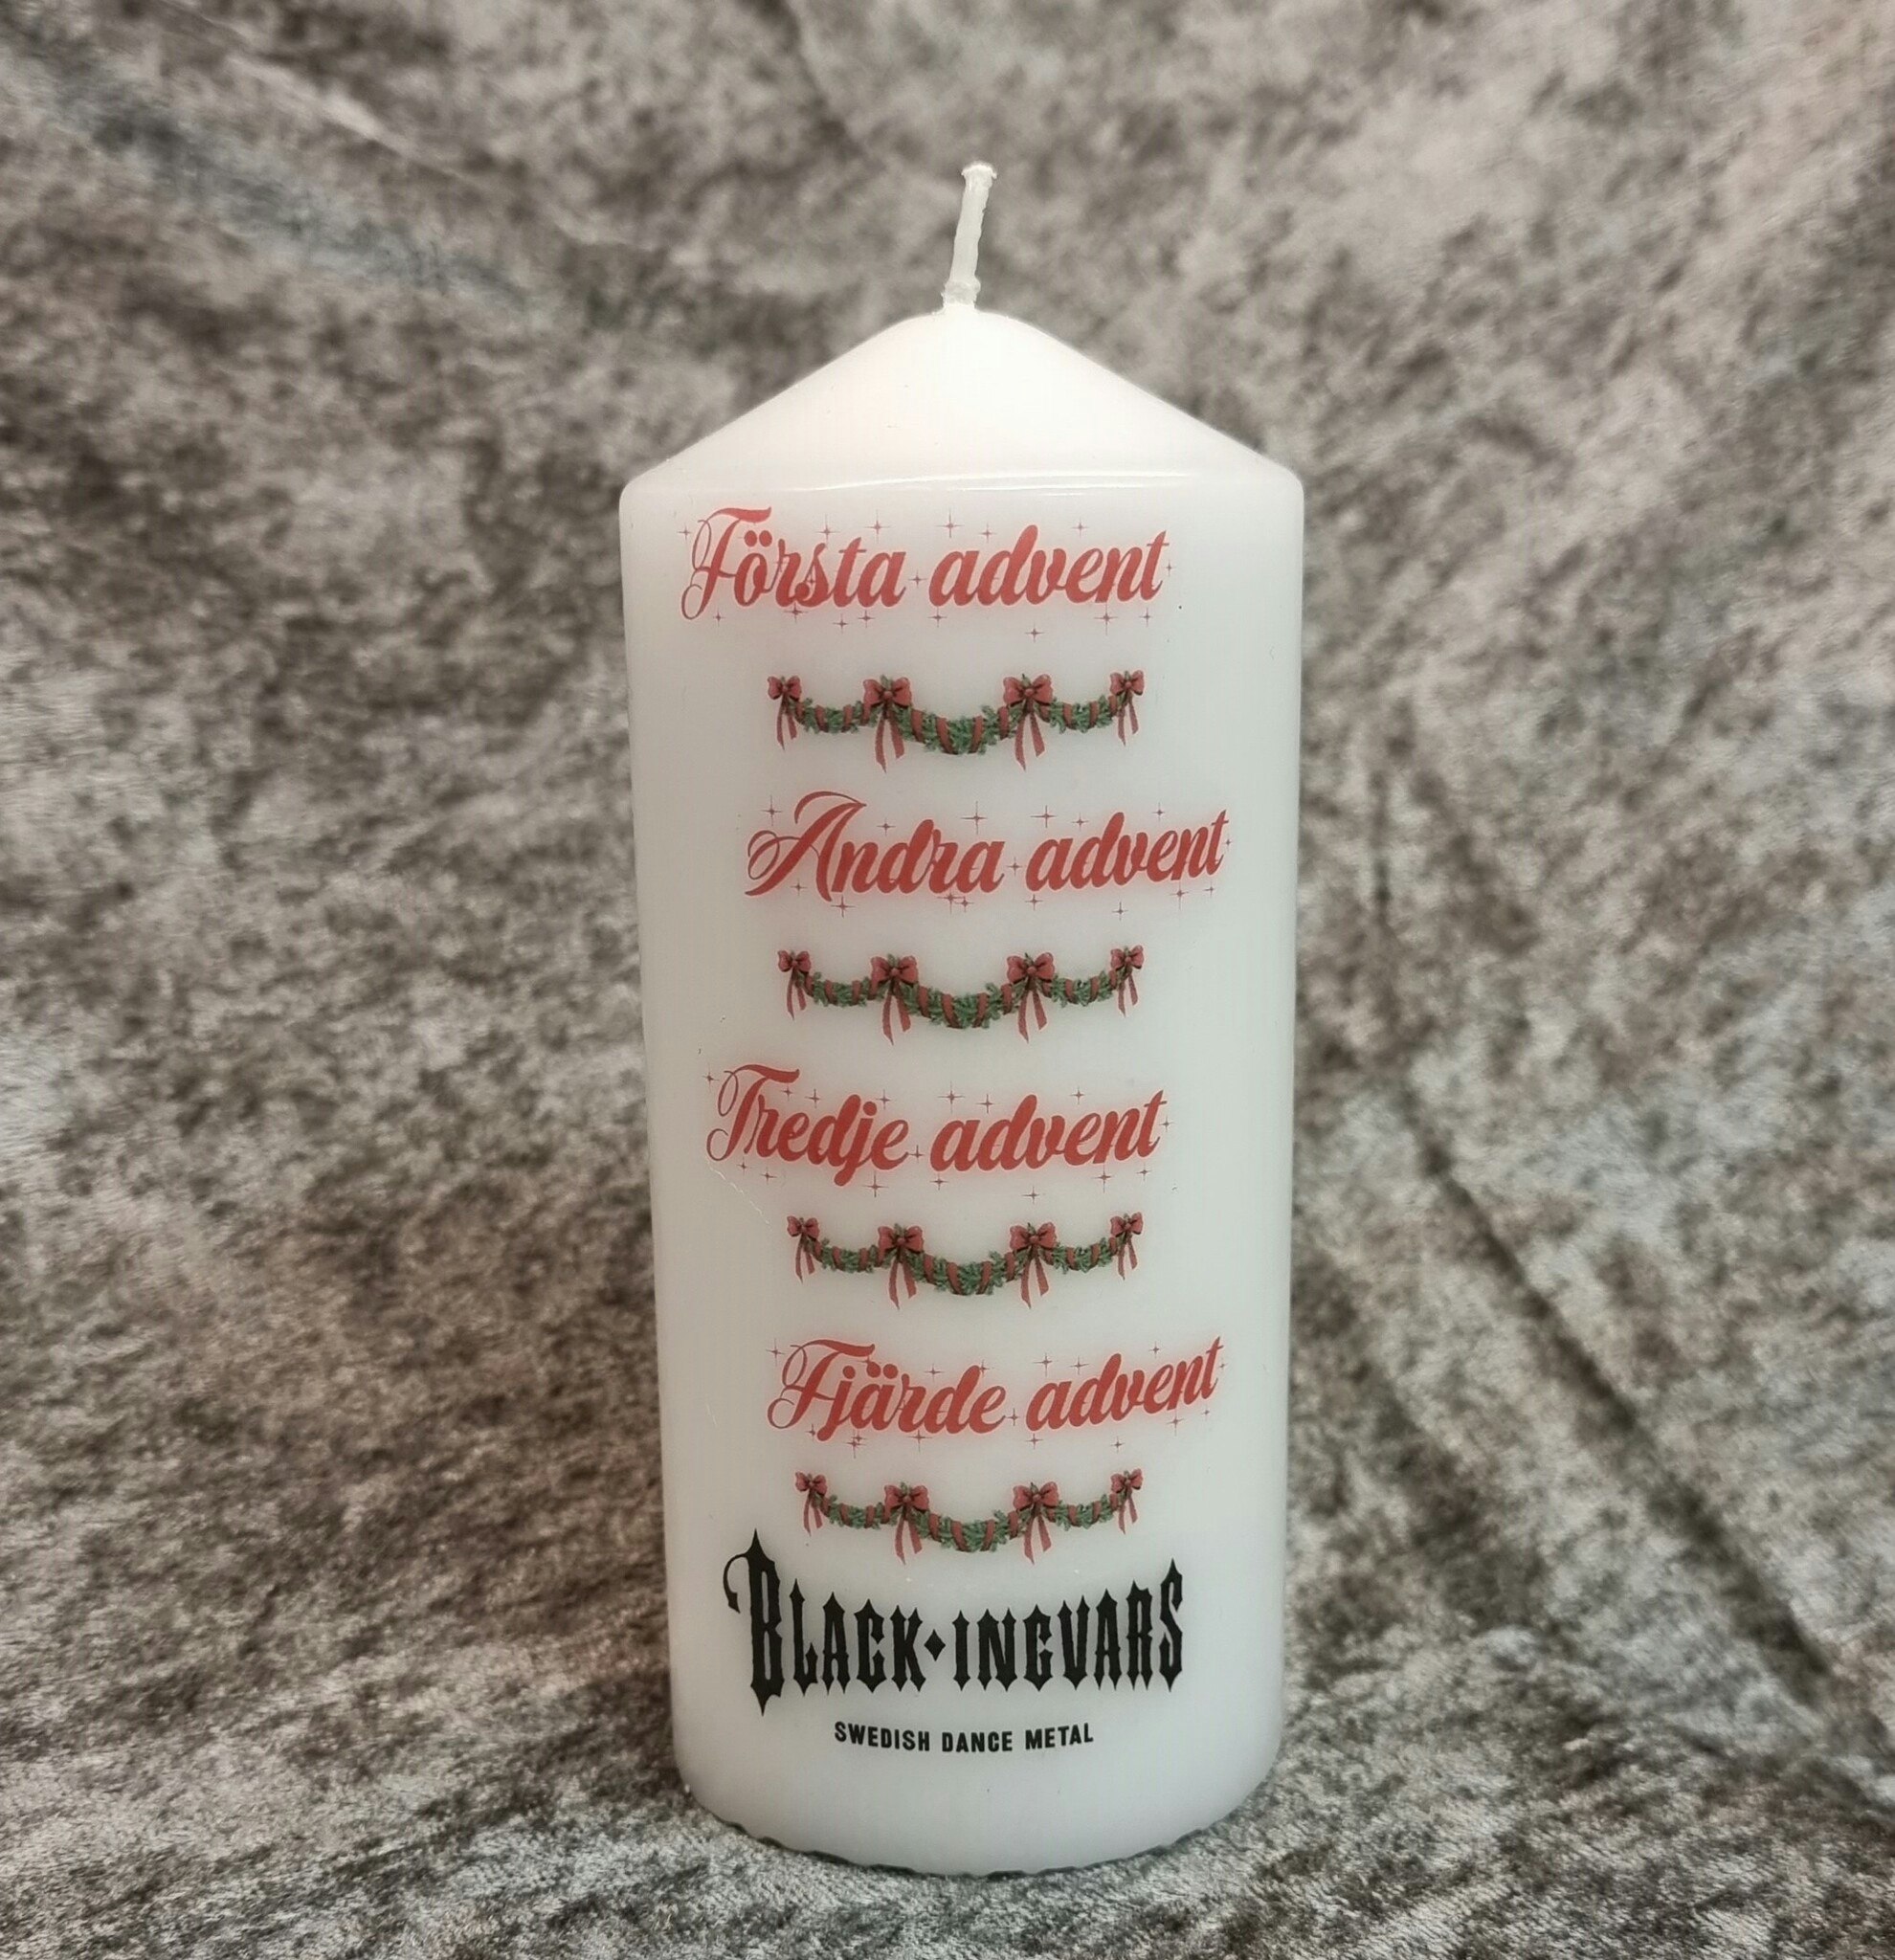 Första advent
Andra advent
Tredje advent
Fjärde advent
BLACK·INGVARS
SWEDISH DANCE METAL